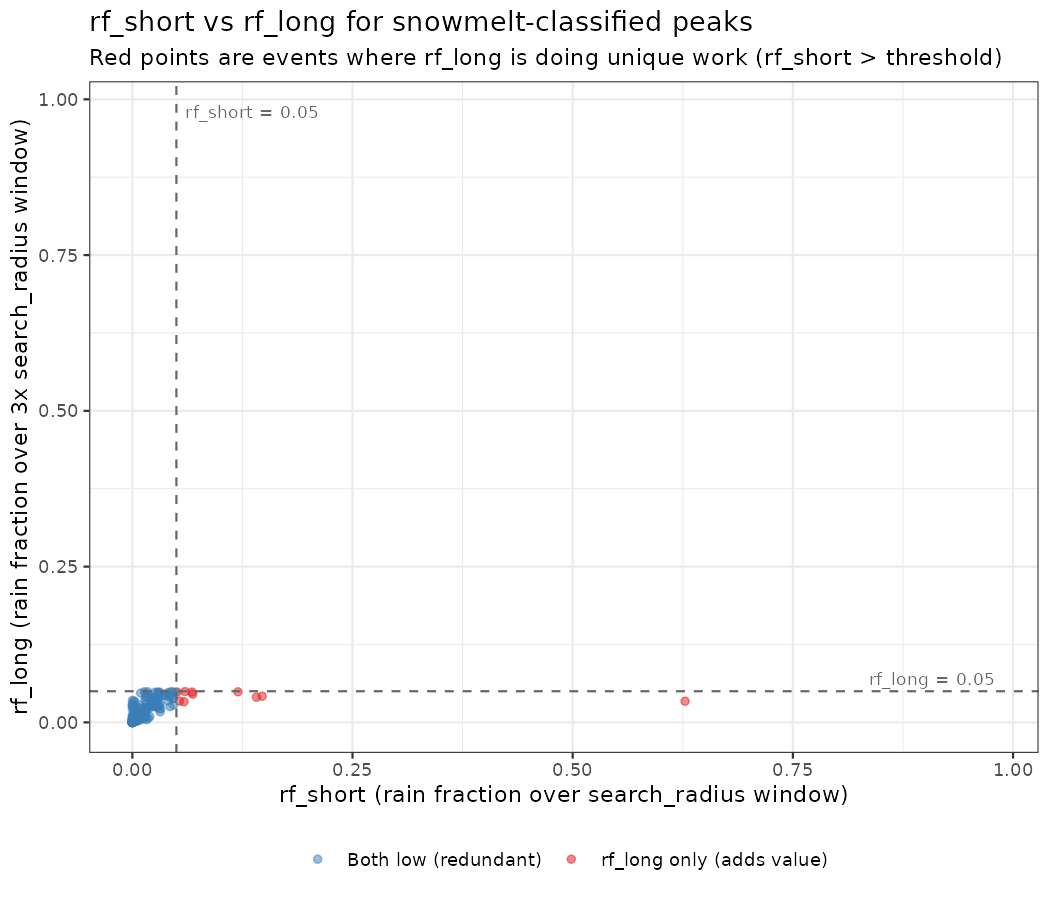 rf_short vs rf_long for snowmelt-classified peaks
Red points are events where rf_long is doing unique work (rf_short > threshold)
rf_long (rain fraction over 3x search_radius window)
1.00
0.75
0.50
0.25
0.00
rf_short = 0.05
rf_long = 0.05
0.00 0.25 0.50 0.75 1.00
rf_short (rain fraction over search_radius window)
Both low (redundant) rf_long only (adds value)